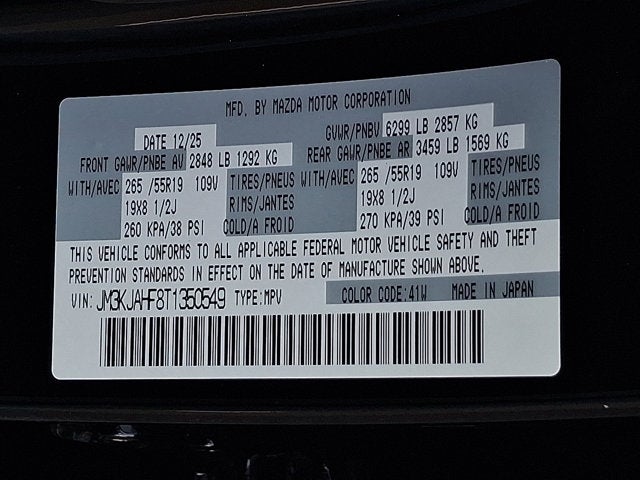 MFD. BY MAZDA MOTOR CORPORATION
DATE 12/25 GVWR/PNBV 6299 LB 2857 KG
FRONT GAWR/PNBE AV 2848 LB 1292 KG REAR GAWR/PNBE AR 3459 LB 1569 KG
WITH/AVEC 265 /55R19 109V TIRES/PNEUS WITH/AVEC 265 /55R19 109V TIRES/PNEUS
19X8 1/2J RIMS/JANTES 19X8 1/2J RIMS/JANTES
260 KPA/38 PSI COLD/A FROID 270 KPA/39 PSI COLD/A FROID
THIS VEHICLE CONFORMS TO ALL APPLICABLE FEDERAL MOTOR VEHICLE SAFETY AND THEFT
PREVENTION STANDARDS IN EFFECT ON THE DATE OF MANUFACTURE SHOWN ABOVE.
VIN: JM3KJAHF8T1350549 TYPE:MPV COLOR CODE:41W MADE IN JAPAN